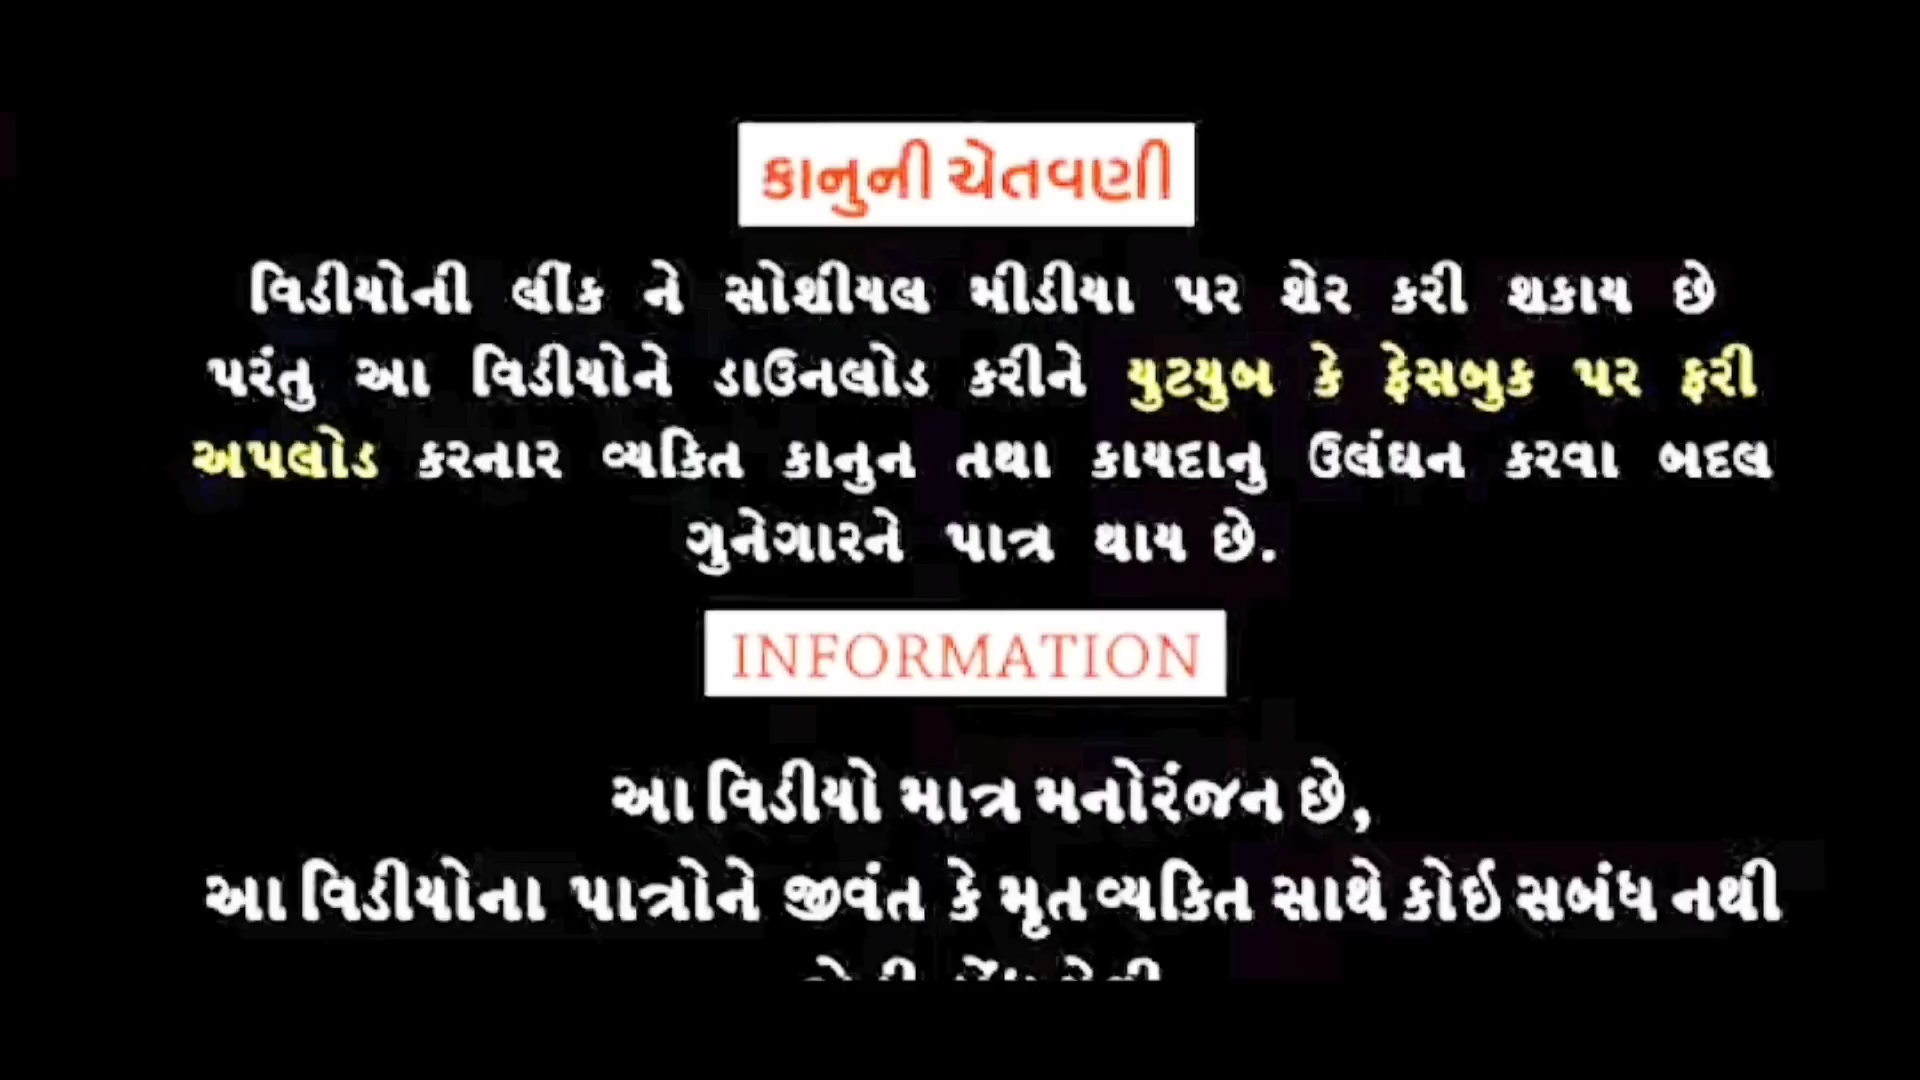 કાનુની ચેતવણી
વિડીયોની લીંક ને સોશીયલ મીડીયા પર શેર કરી શકાય છે
પરંતુ આ વિડીયોને ડાઉનલોડ કરીને યુટયુબ કે ફેસબુક પર ફરી
અપલોડ કરનાર વ્યકિત કાનુન તથા કાયદાનુ ઉલંઘન કરવા બદલ
ગુનેગારને પાત્ર થાય છે.
INFORMATION
આ વિડીયો માત્ર મનોરંજન છે,
આ વિડીયોના પાત્રોને જીવંત કે મૃત વ્યકિત સાથે કોઇ સબંધ નથી